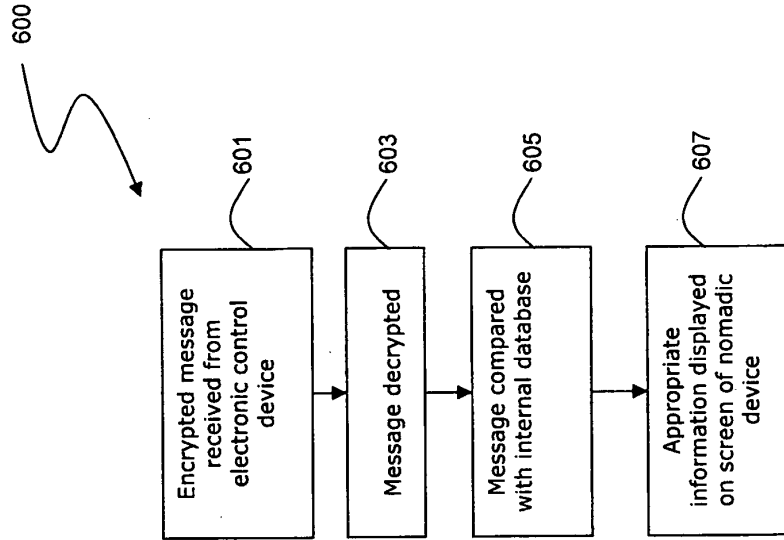 600
Encrypted message
received from
electronic control
device
601
Message decrypted
603
Message compared
with internal database
605
Appropriate
information displayed
on screen of nomadic
device
607